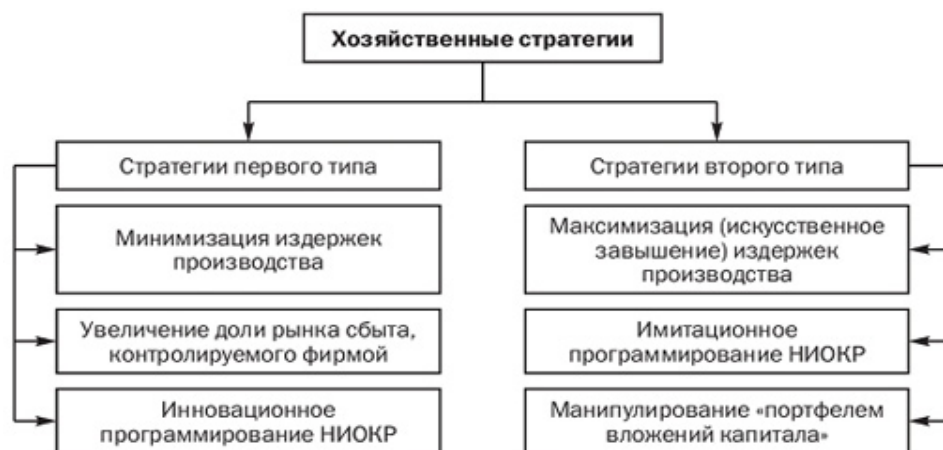 Хозяйственные стратегии
Стратегии первого типа
Минимизация издержек
производства
Увеличение доли рынка сбыта,
контролируемого фирмой
Инновационное
программирование НИОКР
Стратегии второго типа
Максимизация (искусственное
завышение) издержек
производства
Имитационное
программирование НИОКР
Манипулирование «портфелем
вложений капитала»